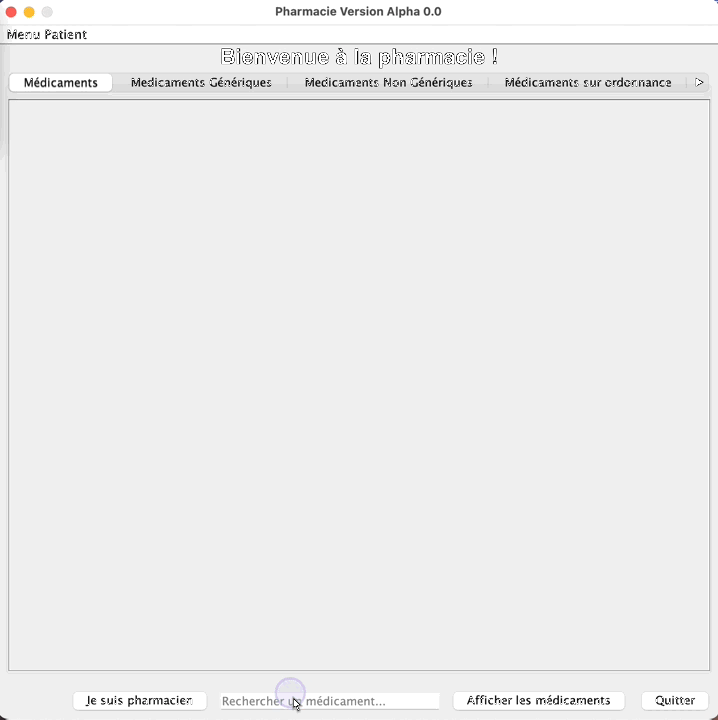 Pharmacie Version Alpha 0.0
Menu Patient
Bienvenue à la pharmacie !
Médicaments Medicaments Génériques Medicaments Non Génériques Médicaments sur ordonnance
Je suis pharmacien Rechercher un médicament... Afficher les médicaments Quitter